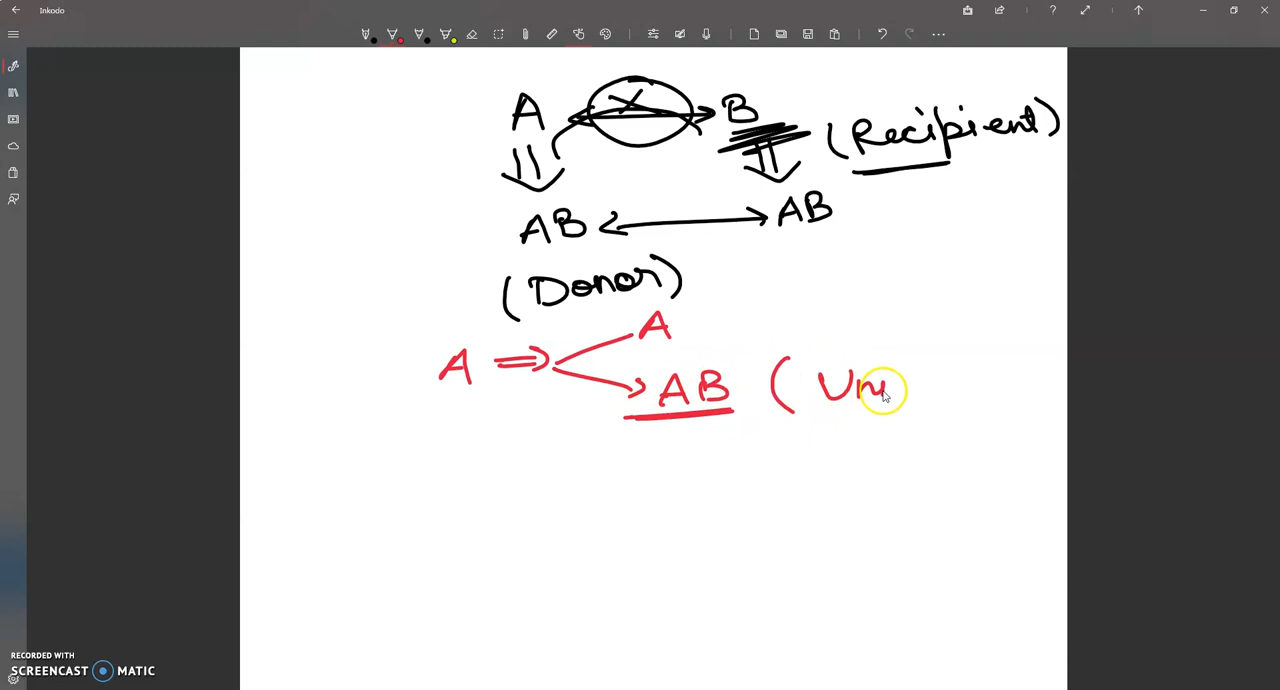 Inkodo
A X B (Recipient)
AB AB
(Donor)
A A
AB (Un
RECORDED WITH
SCREENCAST MATIC